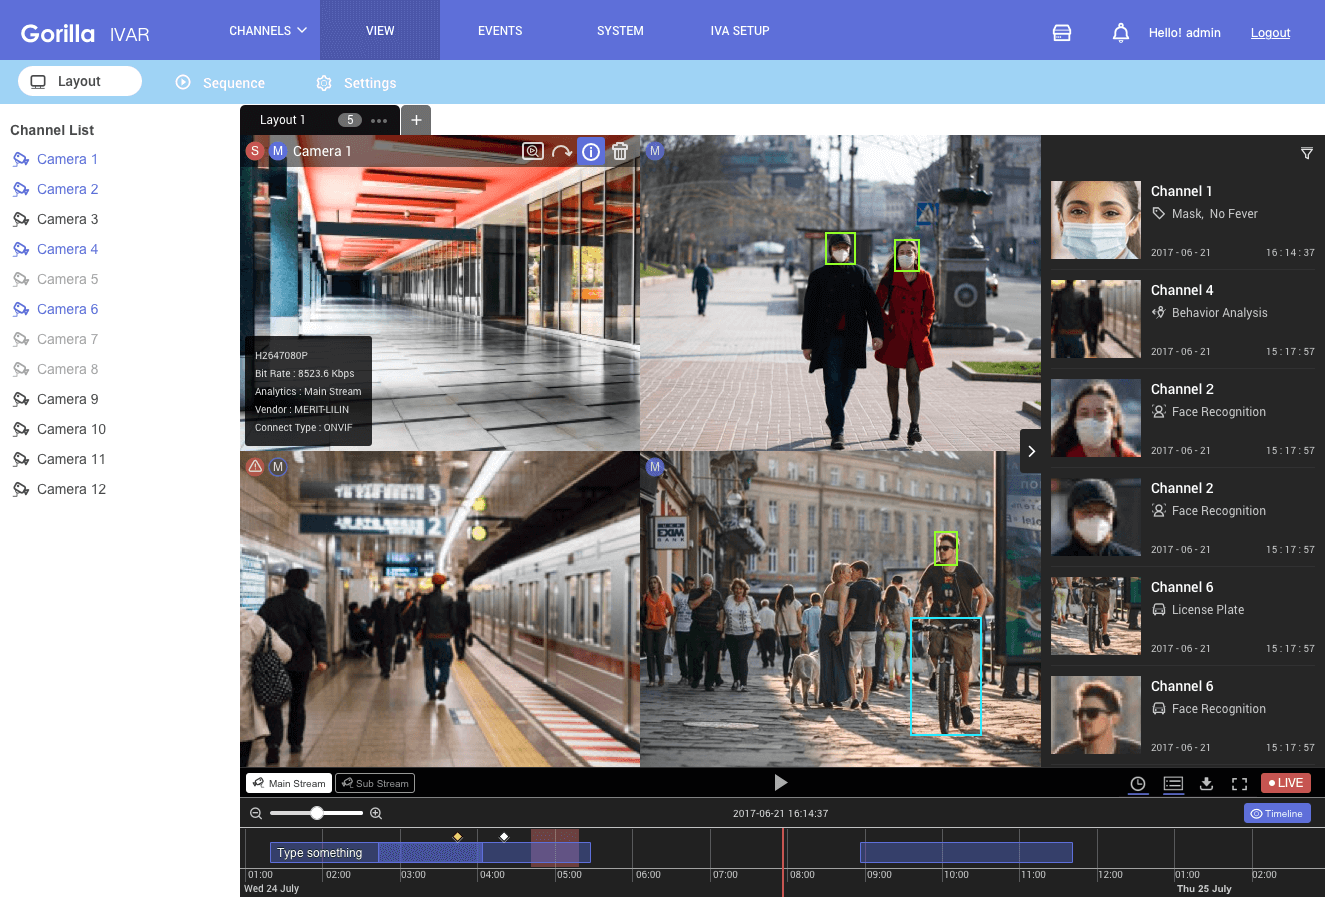 Gorilla IVAR
CHANNELS
VIEW
EVENTS
SYSTEM
IVA SETUP
Hello! admin
Logout
Layout
Sequence
Settings
Channel List
Camera 1
Camera 2
Camera 3
Camera 4
Camera 5
Camera 6
Camera 7
Camera 8
Camera 9
Camera 10
Camera 11
Camera 12
Layout 1 5 +
S M Camera 1
H2647080P
Bit Rate : 8523.6 Kbps
Analytics : Main Stream
Vendor : MERIT-LILIN
Connect Type : ONVIF
M
M
2
M
EXIM
BANK
Channel 1
Mask, No Fever
2017 - 06 - 21 16 : 14 : 37
Channel 4
Behavior Analysis
2017 - 06 - 21 15 : 17 : 57
Channel 2
Face Recognition
2017 - 06 - 21 15 : 17 : 57
Channel 2
Face Recognition
2017 - 06 - 21 15 : 17 : 57
Channel 6
License Plate
2017 - 06 - 21 15 : 17 : 57
Channel 6
Face Recognition
2017 - 06 - 21 15 : 17 : 57
Main Stream
Sub Stream
LIVE
2017-06-21 16:14:37
Timeline
Type something
01:00 02:00 03:00 04:00 05:00 06:00 07:00 08:00 09:00 10:00 11:00 12:00 01:00 02:00
Wed 24 July Thu 25 July